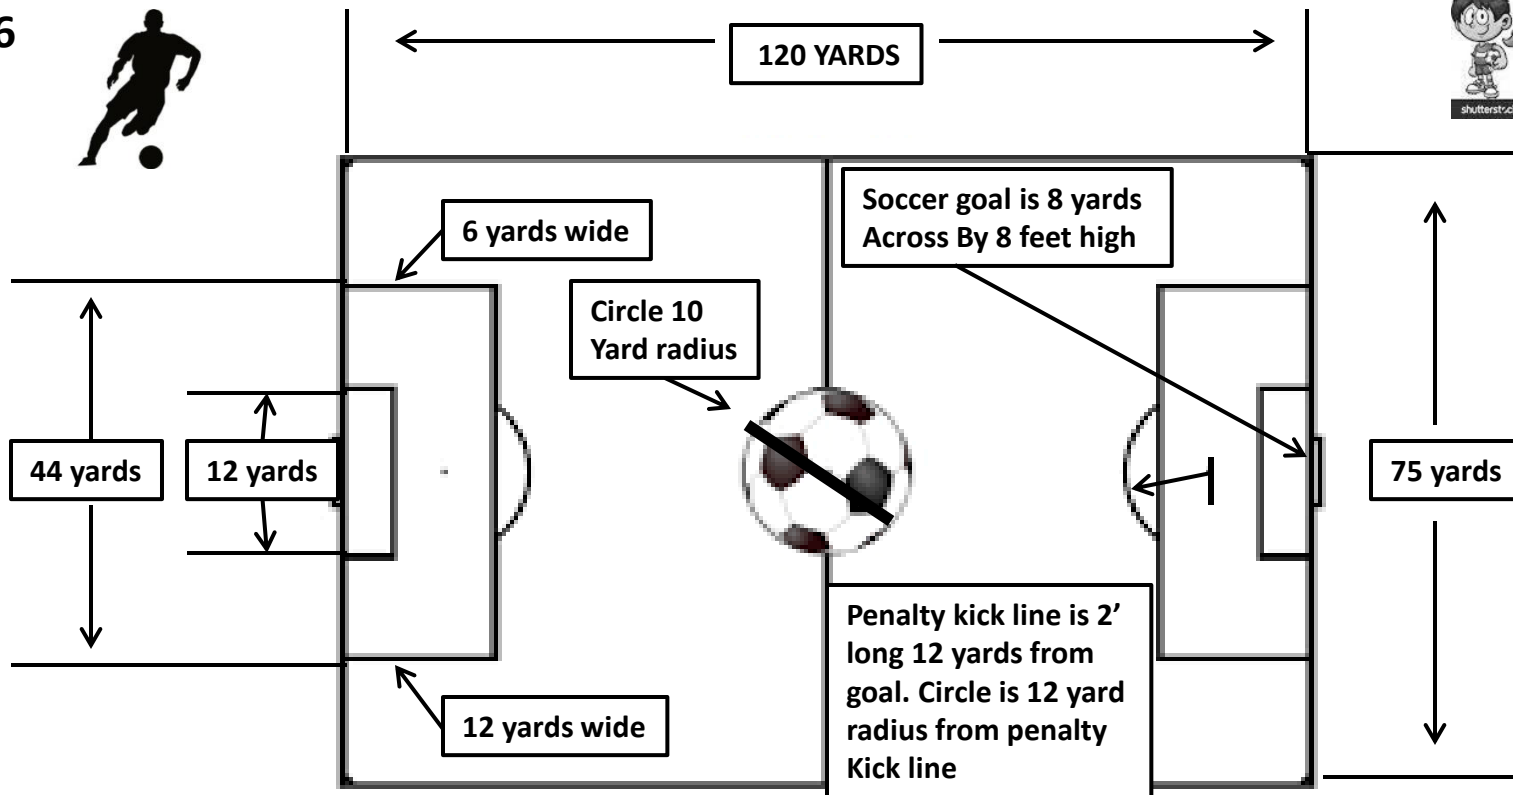 6
120 YARDS
shutterst
Soccer goal is 8 yards
Across By 8 feet high
6 yards wide
Circle 10
Yard radius
44 yards
12 yards
75 yards
Penalty kick line is 2’
long 12 yards from
goal. Circle is 12 yard
radius from penalty
Kick line
12 yards wide